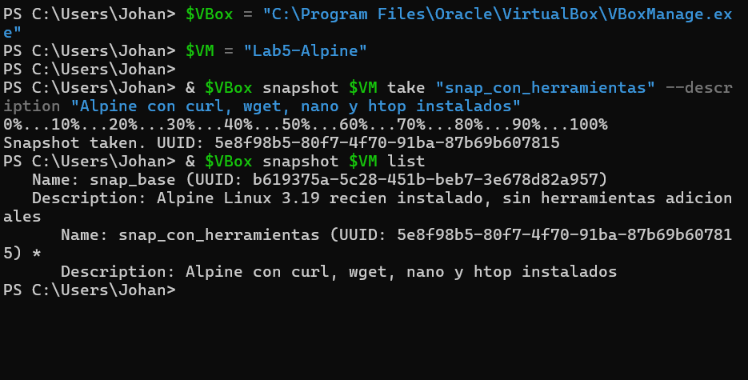 PS C:\Users\Johan> $VBox = "C:\Program Files\Oracle\VirtualBox\VBoxManage.ex
e"
PS C:\Users\Johan> $VM = "Lab5-Alpine"
PS C:\Users\Johan>
PS C:\Users\Johan> & $VBox snapshot $VM take "snap_con_herramientas" --descr
iption "Alpine con curl, wget, nano y htop instalados"
0%...10%...20%...30%...40%...50%...60%...70%...80%...90%...100%
Snapshot taken. UUID: 5e8f98b5-80f7-4f70-91ba-87b69b607815
PS C:\Users\Johan> & $VBox snapshot $VM list
   Name: snap_base (UUID: b619375a-5c28-451b-beb7-3e678d82a957)
   Description: Alpine Linux 3.19 recien instalado, sin herramientas adicion
ales
      Name: snap_con_herramientas (UUID: 5e8f98b5-80f7-4f70-91ba-87b69b60781
5) *
      Description: Alpine con curl, wget, nano y htop instalados
PS C:\Users\Johan>